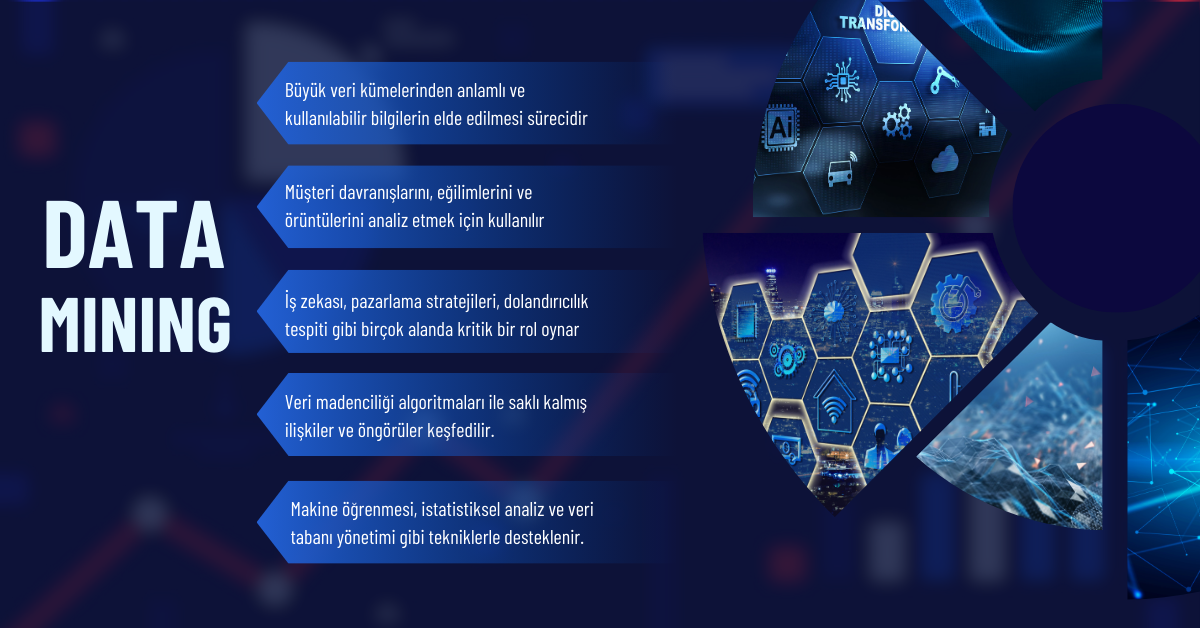 DATA
MINING
Büyük veri kümelerinden anlamlı ve
kullanılabilir bilgilerin elde edilmesi sürecidir
Müşteri davranışlarını, eğilimlerini ve
örüntülerini analiz etmek için kullanılır
İş zekası, pazarlama stratejileri, dolandırıcılık
tespiti gibi birçok alanda kritik bir rol oynar
Veri madenciliği algoritmaları ile saklı kalmış
ilişkiler ve öngörüler keşfedilir.
Makine öğrenmesi, istatistiksel analiz ve veri
tabanı yönetimi gibi tekniklerle desteklenir.
Ai